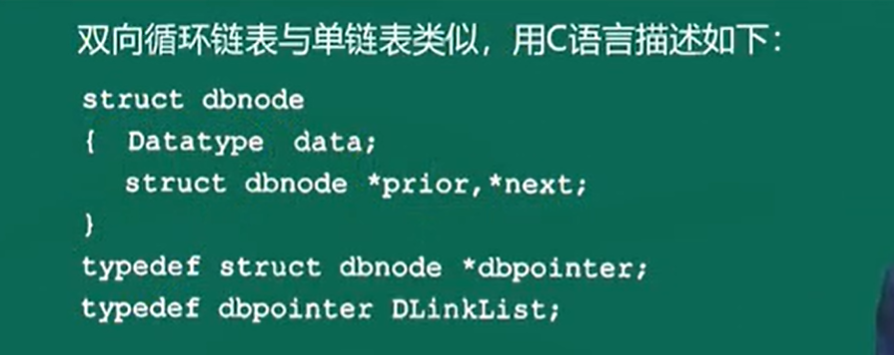 双向循环链表与单链表类似，用C语言描述如下：
struct dbnode
{  Datatype  data;
struct dbnode *prior,*next;
}
typedef struct dbnode *dbpointer;
typedef dbpointer DLinkList;